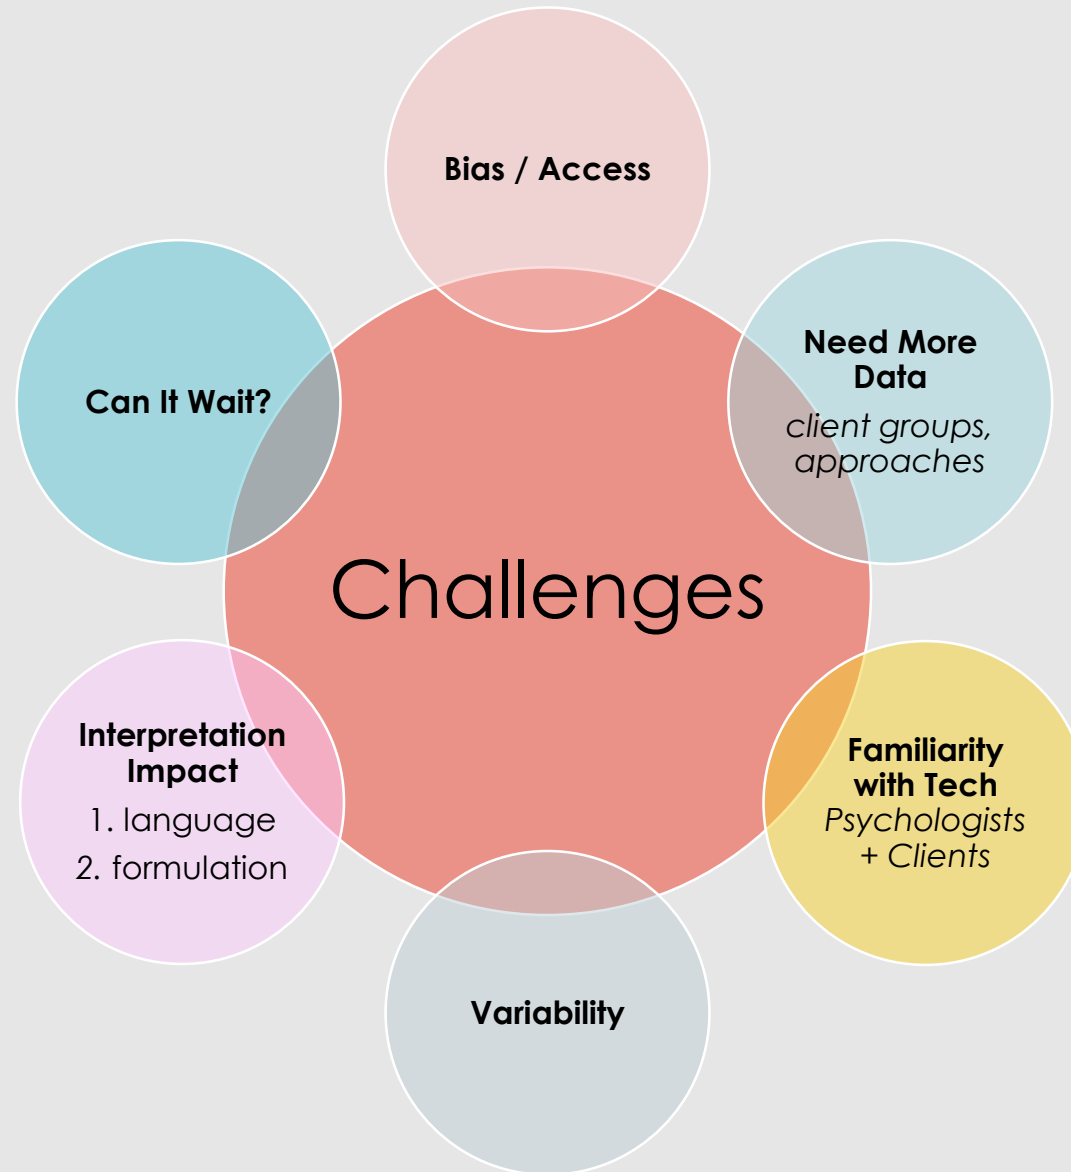 Bias / Access
Need More
Data
client groups,
approaches
Familiarity
with Tech
Psychologists
+ Clients
Variability
Interpretation
Impact
1. language
2. formulation
Can It Wait?
Challenges